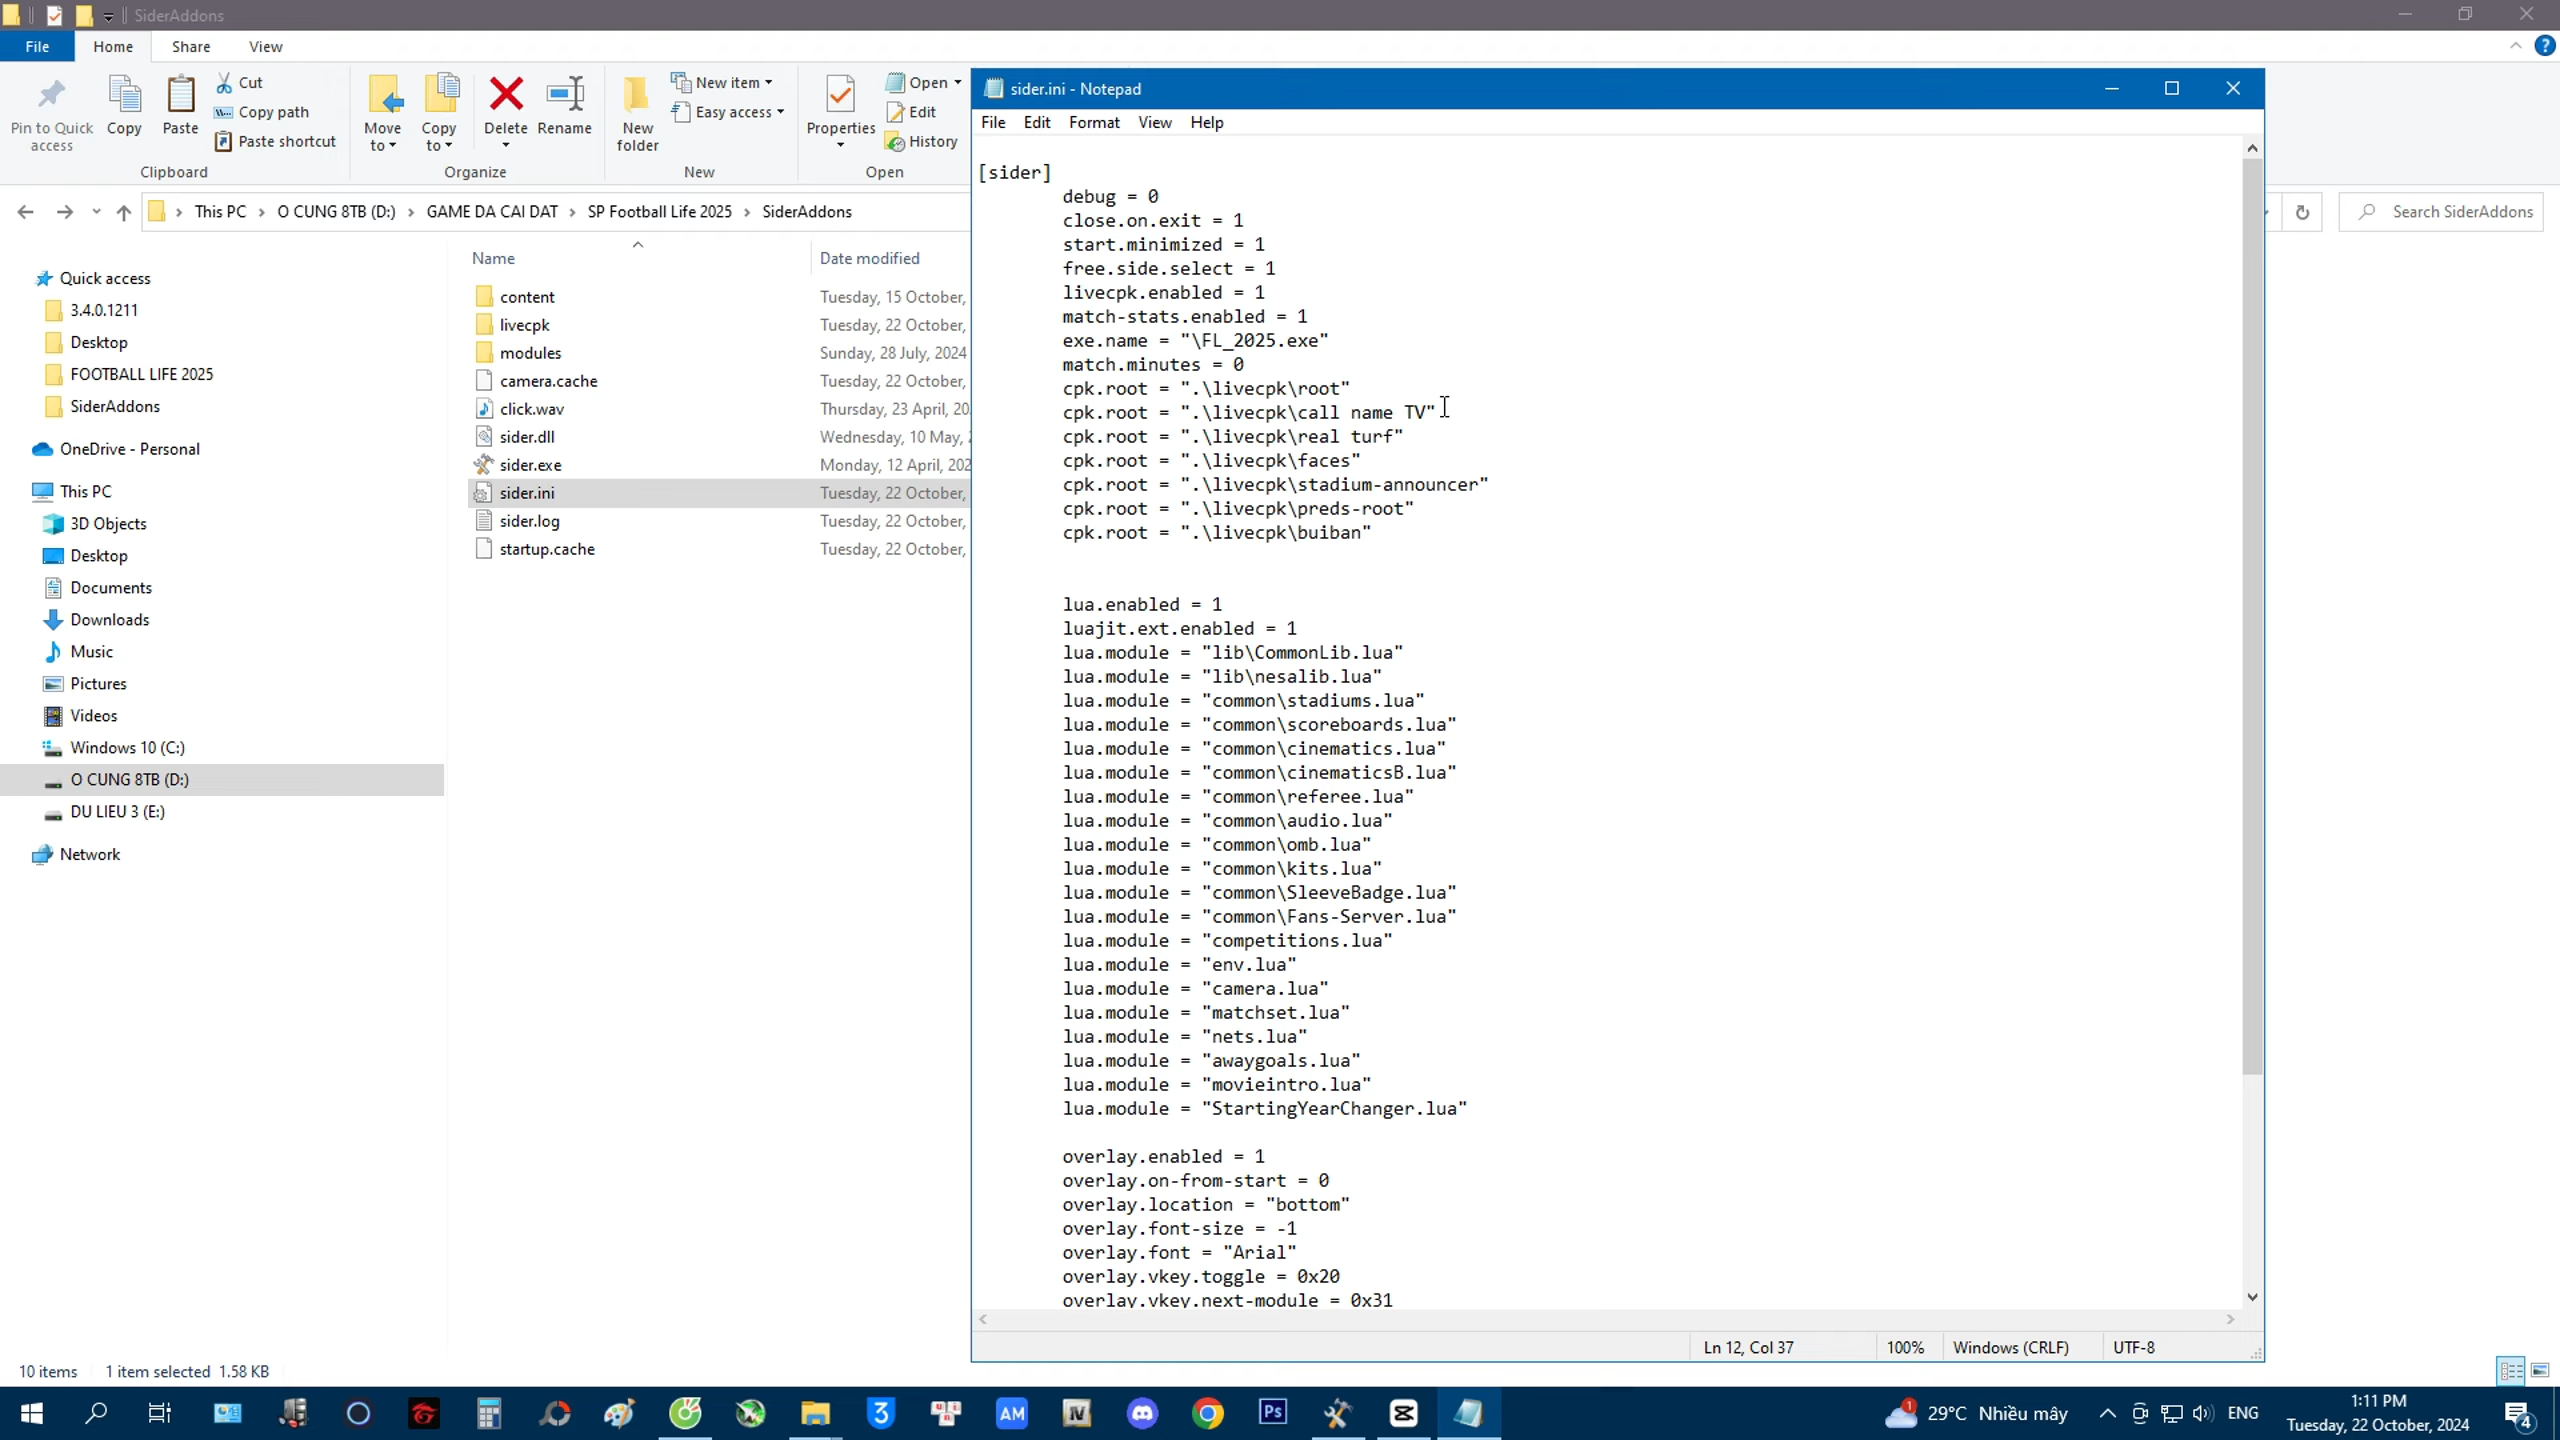 SiderAddons
File
Home
Share
View
Pin to Quick access
Copy
Paste
Cut
Copy path
Paste shortcut
Clipboard
Move to
Copy to
Delete
Rename
Organize
New folder
New item
Easy access
New
Properties
Open
Edit
History
Open
This PC
O CUNG 8TB (D:)
GAME DA CAI DAT
SP Football Life 2025
SiderAddons
Search SiderAddons
Quick access
3.4.0.1211
Desktop
FOOTBALL LIFE 2025
SiderAddons
OneDrive - Personal
This PC
3D Objects
Desktop
Documents
Downloads
Music
Pictures
Videos
Windows 10 (C:)
O CUNG 8TB (D:)
DU LIEU 3 (E:)
Network
Name Date modified
content Tuesday, 15 October,
livecpk Tuesday, 22 October,
modules Sunday, 28 July, 2024
camera.cache Tuesday, 22 October,
click.wav Thursday, 23 April, 20
sider.dll Wednesday, 10 May,
sider.exe Monday, 12 April, 202
sider.ini Tuesday, 22 October,
sider.log Tuesday, 22 October,
startup.cache Tuesday, 22 October,
sider.ini - Notepad
File Edit Format View Help
[sider]
debug = 0
close.on.exit = 1
start.minimized = 1
free.side.select = 1
livecpk.enabled = 1
match-stats.enabled = 1
exe.name = "\FL_2025.exe"
match.minutes = 0
cpk.root = ".\livecpk\root"
cpk.root = ".\livecpk\call name TV"
cpk.root = ".\livecpk\real turf"
cpk.root = ".\livecpk\faces"
cpk.root = ".\livecpk\stadium-announcer"
cpk.root = ".\livecpk\preds-root"
cpk.root = ".\livecpk\buiban"
lua.enabled = 1
luajit.ext.enabled = 1
lua.module = "lib\CommonLib.lua"
lua.module = "lib\nesalib.lua"
lua.module = "common\stadiums.lua"
lua.module = "common\scoreboards.lua"
lua.module = "common\cinematics.lua"
lua.module = "common\cinematicsB.lua"
lua.module = "common\referee.lua"
lua.module = "common\audio.lua"
lua.module = "common\omb.lua"
lua.module = "common\kits.lua"
lua.module = "common\SleeveBadge.lua"
lua.module = "common\Fans-Server.lua"
lua.module = "competitions.lua"
lua.module = "env.lua"
lua.module = "camera.lua"
lua.module = "matchset.lua"
lua.module = "nets.lua"
lua.module = "awaygoals.lua"
lua.module = "movieintro.lua"
lua.module = "StartingYearChanger.lua"
overlay.enabled = 1
overlay.on-from-start = 0
overlay.location = "bottom"
overlay.font-size = -1
overlay.font = "Arial"
overlay.vkey.toggle = 0x20
overlay.vkey.next-module = 0x31
Ln 12, Col 37
100%
Windows (CRLF)
UTF-8
10 items 1 item selected 1.58 KB
3
AM
IV
Ps
1
29°C Nhiều mây
ENG
1:11 PM
Tuesday, 22 October, 2024
4